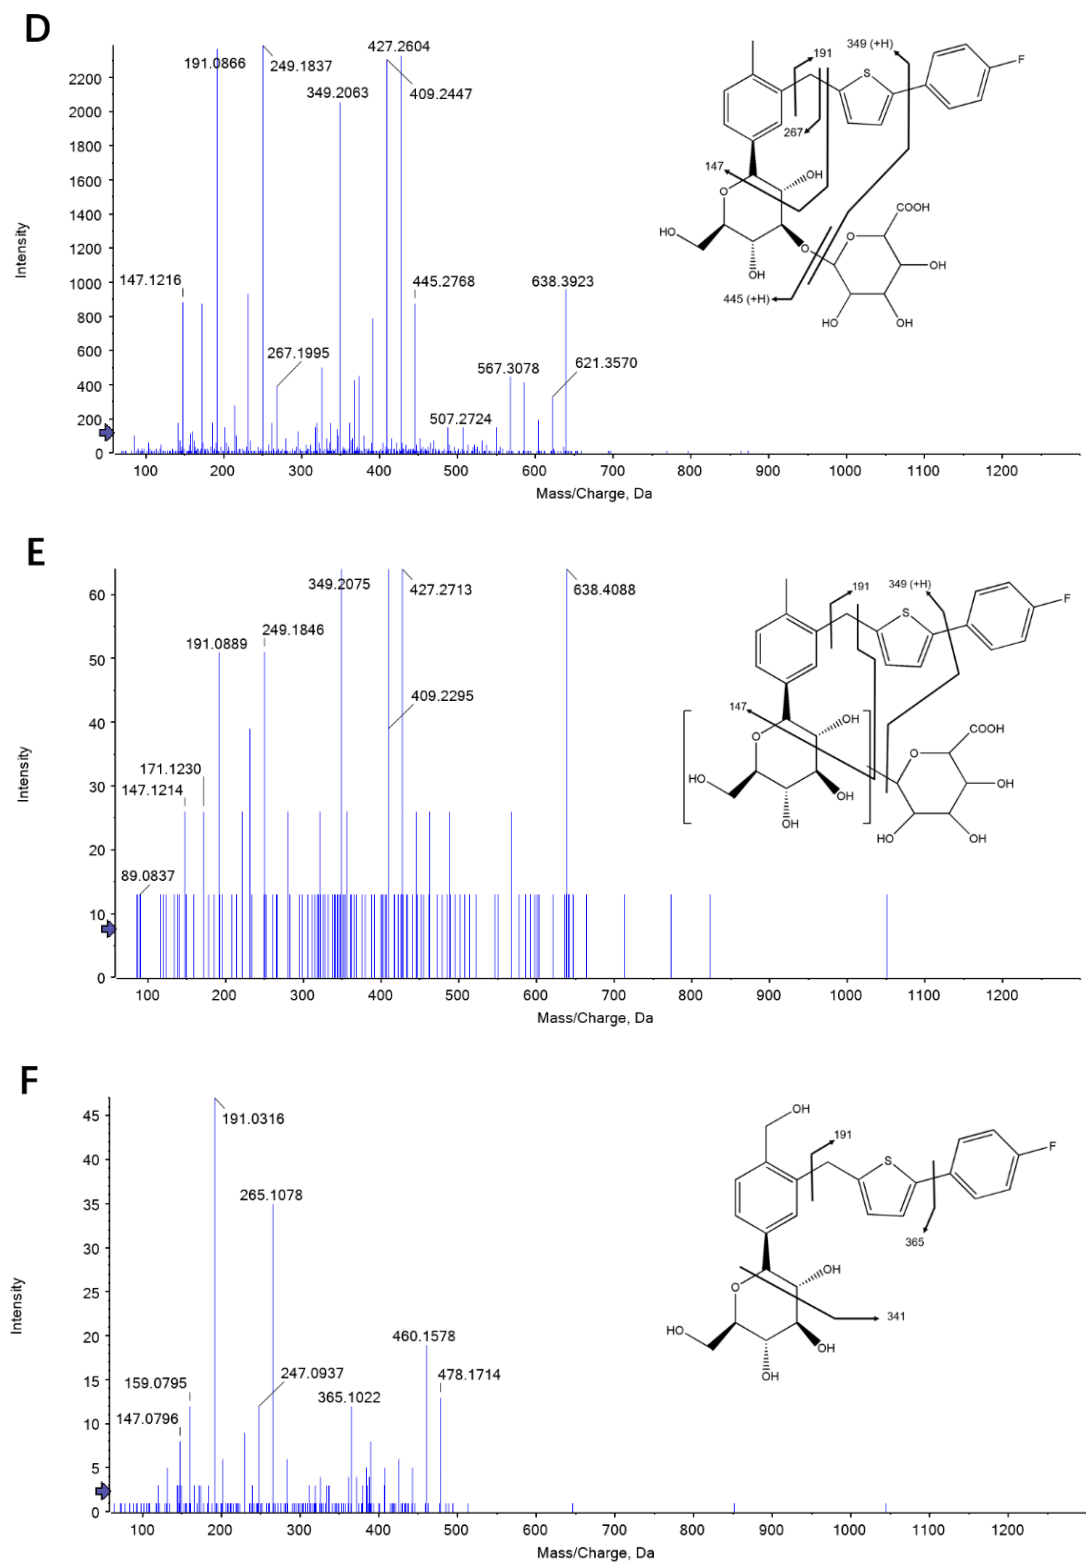 D
427.2604
191.0866
249.1837
409.2447
349.2063
147.1216
445.2768
638.3923
267.1995
567.3078
621.3570
507.2724
2200
2000
1800
1600
1400
1200
1000
800
600
400
200
0
Intensity
100 200 300 400 500 600 700 800 900 1000 1100 1200
Mass/Charge, Da
191
349 (+H)
S
F
267
147
OH
O
COOH
HO
O
O
OH
OH
445 (+H)
HO
OH
E
349.2075
427.2713
638.4088
191.0889
249.1846
409.2295
171.1230
147.1214
89.0837
60
50
40
30
20
10
0
Intensity
100 200 300 400 500 600 700 800 900 1000 1100 1200
Mass/Charge, Da
191
349 (+H)
F
S
147
OH
O
COOH
O
HO
OH
OH
OH
HO
OH
F
191.0316
265.1078
460.1578
247.0937
478.1714
159.0795
365.1022
147.0796
45
40
35
30
25
20
15
10
5
0
Intensity
100 200 300 400 500 600 700 800 900 1000 1100 1200
Mass/Charge, Da
OH
191
F
S
365
OH
O
341
HO
OH
OH